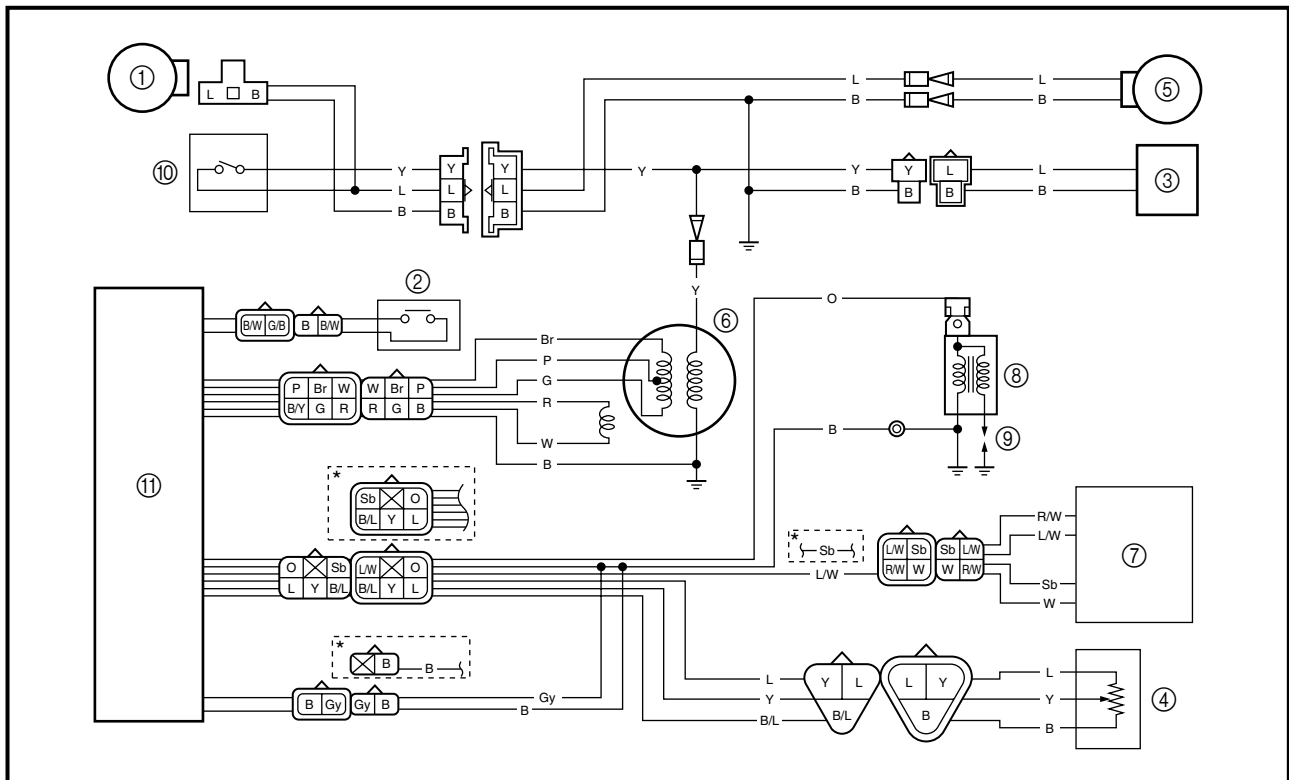 ①
L B
L L
B B
⑤
⑩
Y Y Y Y Y Y L L
L L L
B B B B B B B
③
②
B/W G/B B B/W
Y
O
⑥
Br
P
G
R
W
B
P Br W W Br P
B/Y G R R G B
⑧
B
⑨
⑪
*
Sb O
B/L Y L
* Sb
R/W
L/W
L/W Sb Sb L/W
R/W W W R/W
Sb
W
⑦
O Sb L/W O
L Y B/L B/L Y L
L/W
*
B B
B Gy Gy B
Gy
B
L
Y
B/L
Y L
B/L
L Y
B
L
Y
B
④